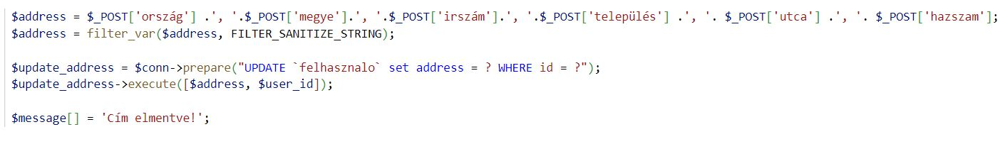 $address = $_POST['ország'] .', '.$_POST['megye'].', '.$_POST['irszám'].', '.$_POST['település'] .', '. $_POST['utca'] .', '. $_POST['hazszam'];
$address = filter_var($address, FILTER_SANITIZE_STRING);
$update_address = $conn->prepare("UPDATE `felhasznalo` set address = ? WHERE id = ?");
$update_address->execute([$address, $user_id]);
$message[] = 'Cím elmentve!';